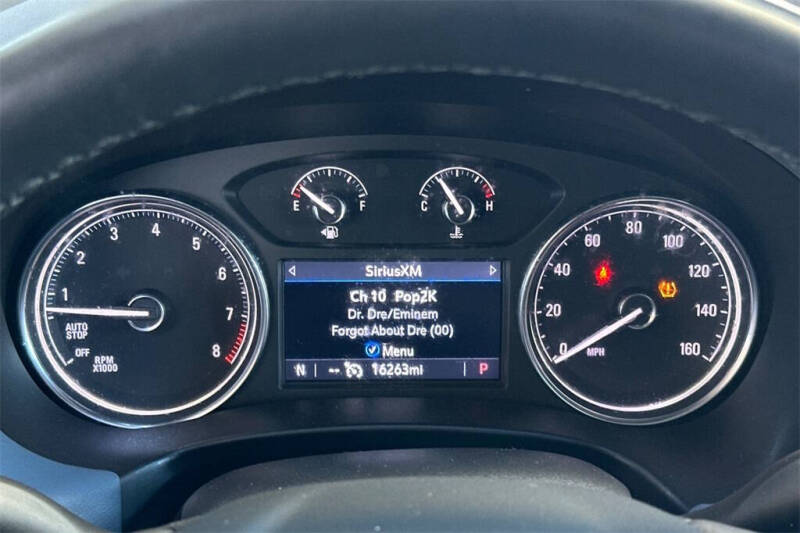 E F
C H
1 2 3 4 5 6 7 8
AUTO
STOP
OFF
RPM
X1000
SiriusXM
Ch 10 Pop2K
Dr. Dre/Eminem
Forgot About Dre (00)
Menu
N -- 16263mi P
0 20 40 60 80 100 120 140 160
MPH